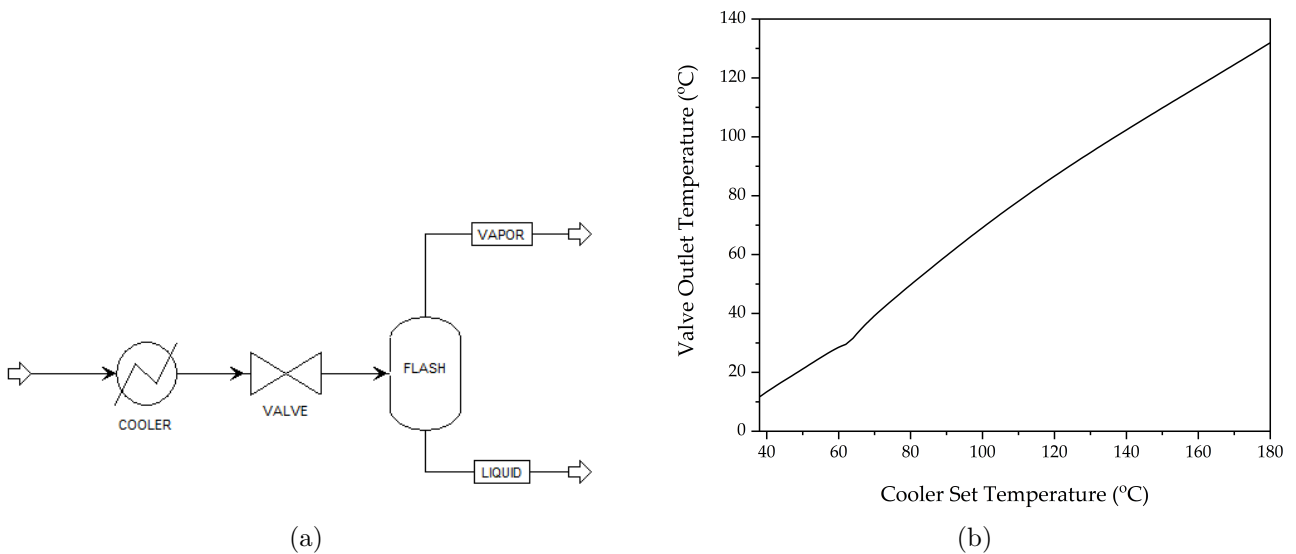 VAPOR
FLASH
COOLER
VALVE
LIQUID
(a)
Valve Outlet Temperature (ºC)
140
120
100
80
60
40
20
0
40 60 80 100 120 140 160 180
Cooler Set Temperature (ºC)
(b)